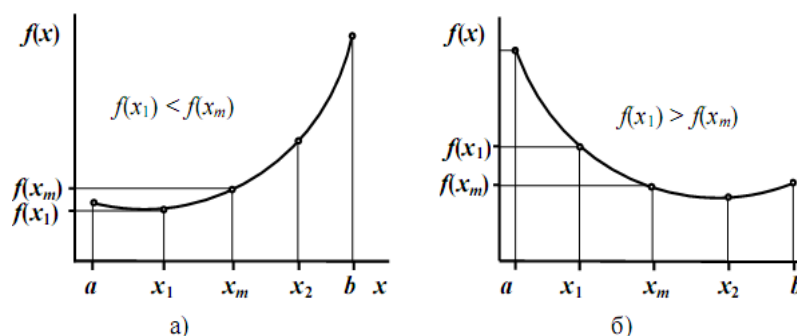 f(x)
f(x₁) < f(xₘ)
f(xₘ)
f(x₁)
a x₁ xₘ x₂ b x
а)
f(x)
f(x₁) > f(xₘ)
f(x₁)
f(xₘ)
a x₁ xₘ x₂ b
б)